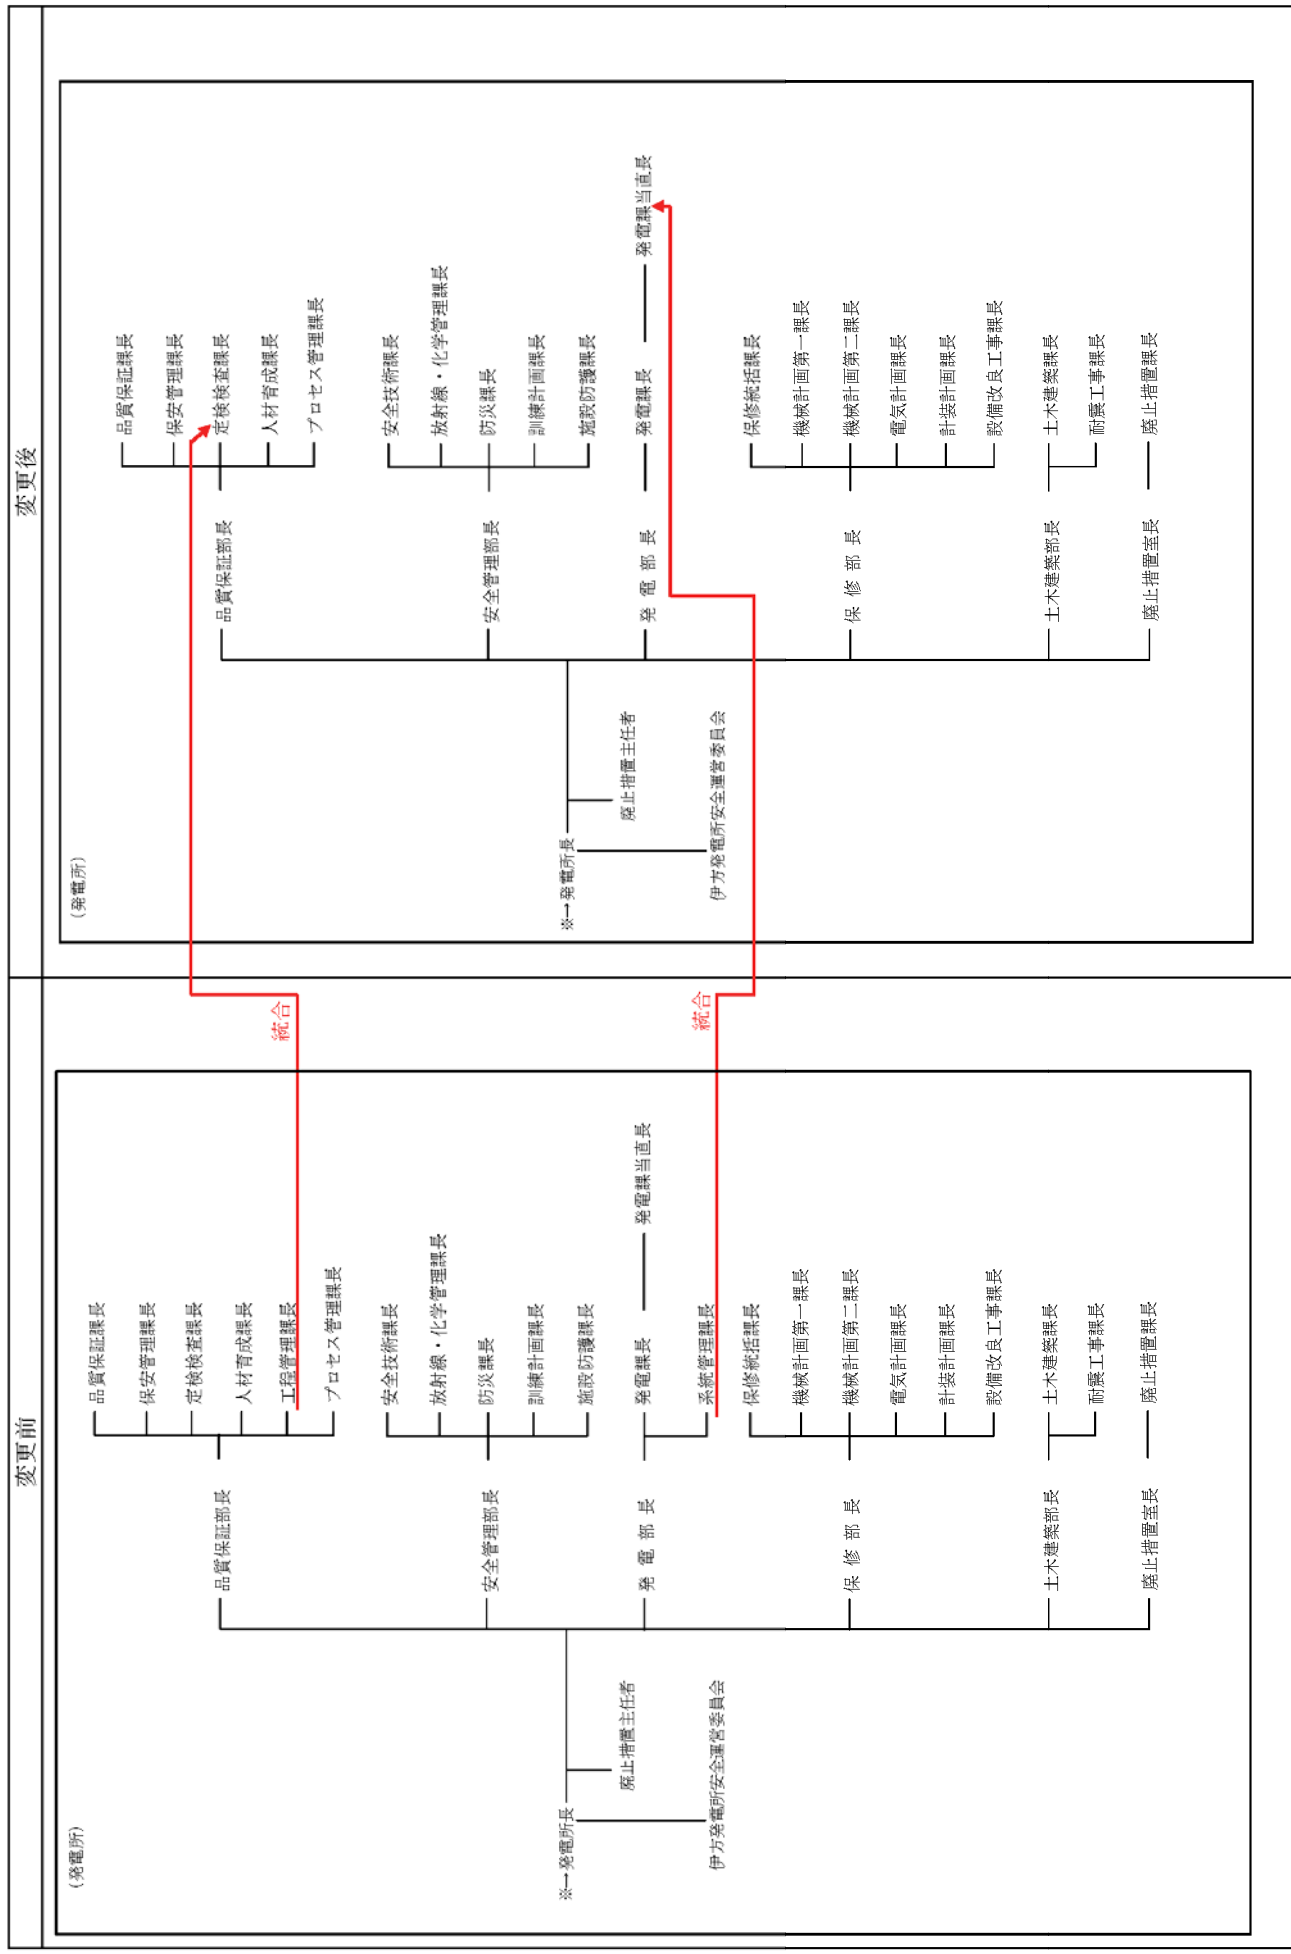 変更前
(発電所)
※→発電所長
廃止措置主任者
伊方発電所安全運営委員会
品質保証部長
品質保証課長
保安管理課長
定検検査課長
人材育成課長
工程管理課長
プロセス管理課長
安全管理部長
安全技術課長
放射線・化学管理課長
防災課長
訓練計画課長
施設防護課長
発電部長
発電課長
発電課当直長
系統管理課長
保修部長
保修統括課長
機械計画第一課長
機械計画第二課長
電気計画課長
計装計画課長
設備改良工事課長
土木建築部長
土木建築課長
耐震工事課長
廃止措置室長
廃止措置課長
統合
統合
変更後
(発電所)
※→発電所長
廃止措置主任者
伊方発電所安全運営委員会
品質保証部長
品質保証課長
保安管理課長
定検検査課長
人材育成課長
プロセス管理課長
安全管理部長
安全技術課長
放射線・化学管理課長
防災課長
訓練計画課長
施設防護課長
発電部長
発電課長
発電課当直長
保修部長
保修統括課長
機械計画第一課長
機械計画第二課長
電気計画課長
計装計画課長
設備改良工事課長
土木建築部長
土木建築課長
耐震工事課長
廃止措置室長
廃止措置課長